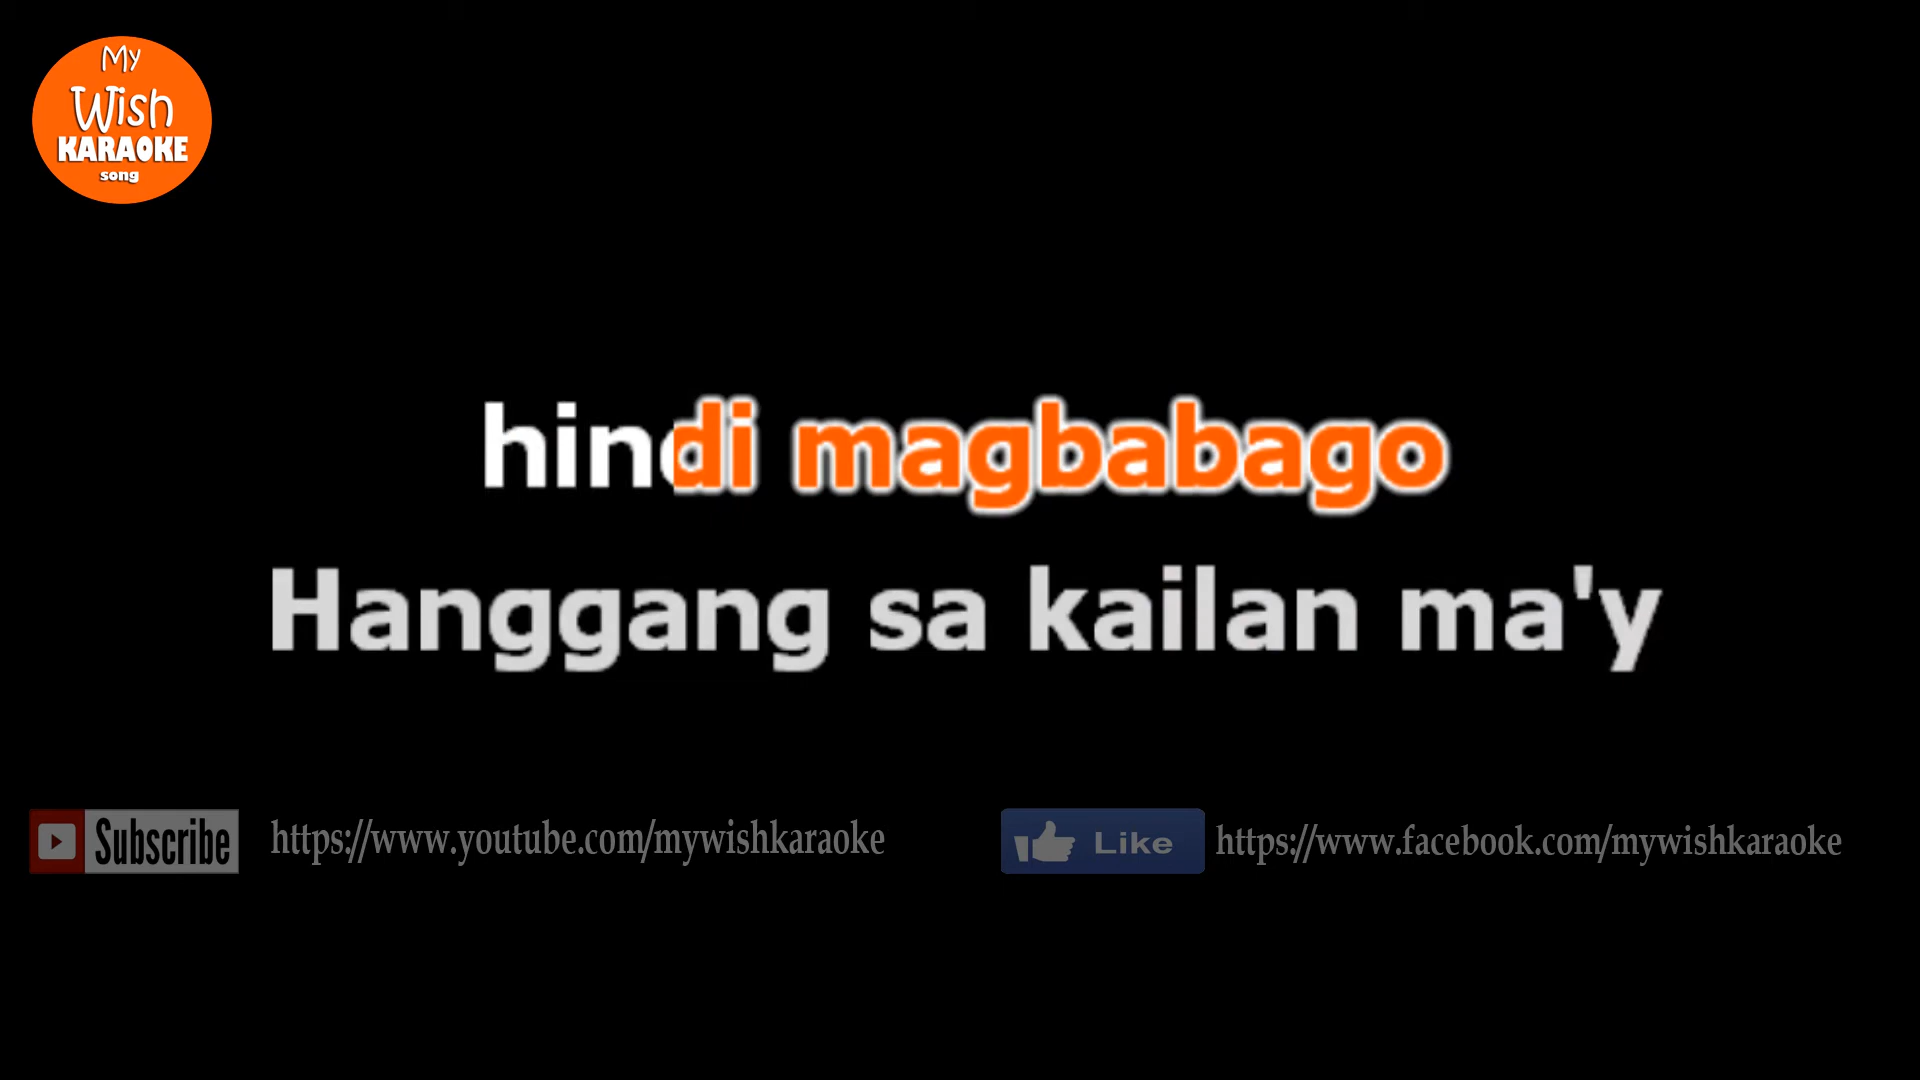 My
Wish
KARAOKE
song
hindi magbabago
Hanggang sa kailan ma'y
Subscribe https://www.youtube.com/mywishkaraoke
Like https://www.facebook.com/mywishkaraoke